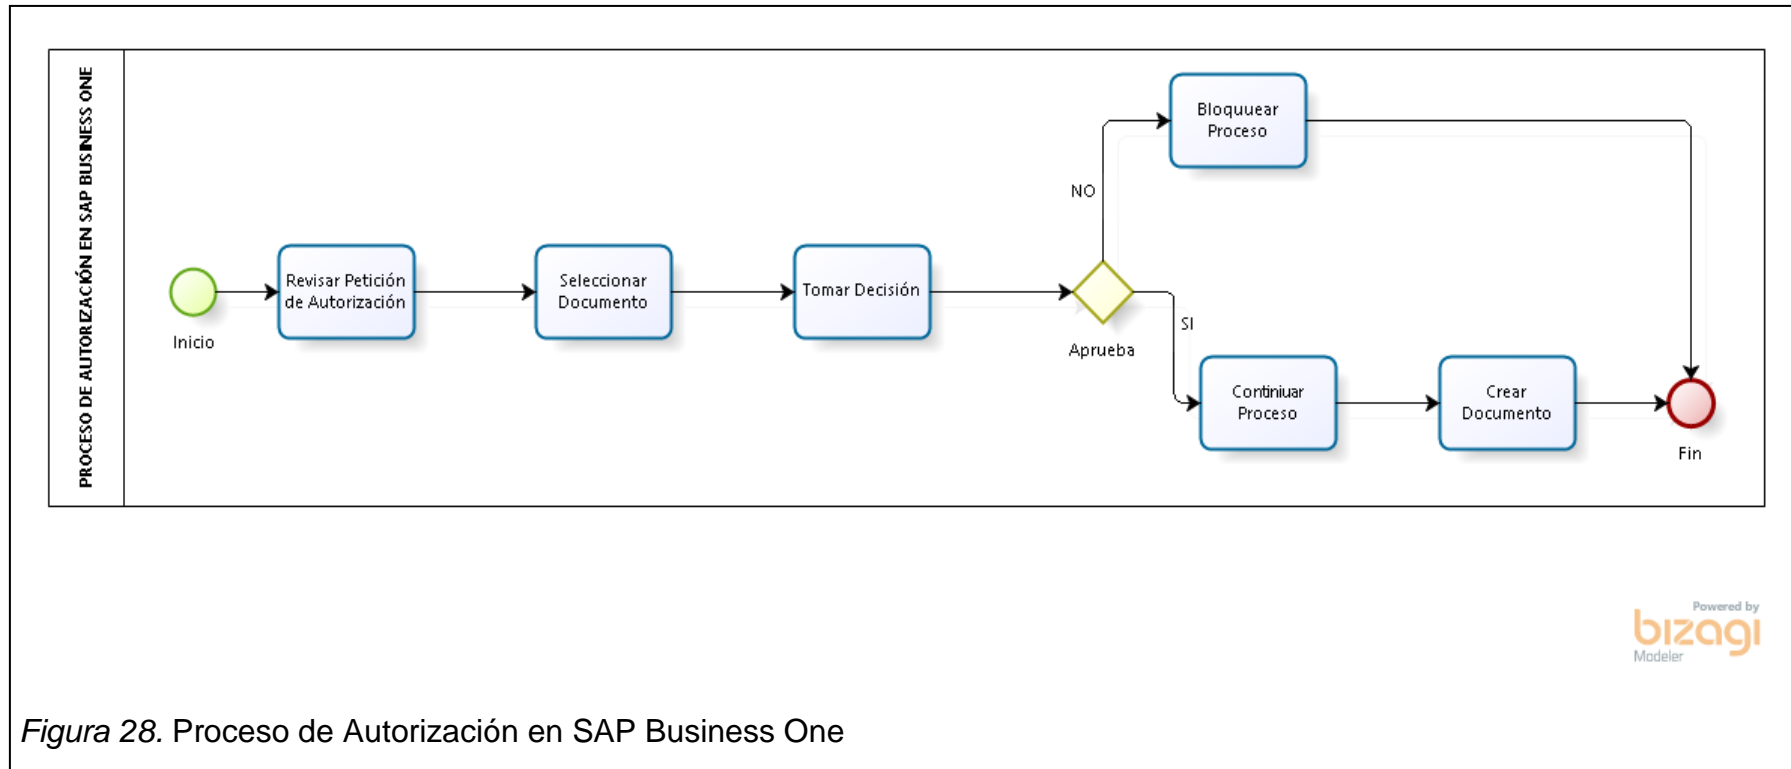 PROCESO DE AUTORIZACIÓN EN SAP BUSINESS ONE
Inicio
Revisar Petición
de Autorización
Seleccionar
Documento
Tomar Decisión
Aprueba
NO
Bloquuear
Proceso
SI
Continiuar
Proceso
Crear
Documento
Fin
Powered by
bizagi
Modeler
Figura 28. Proceso de Autorización en SAP Business One